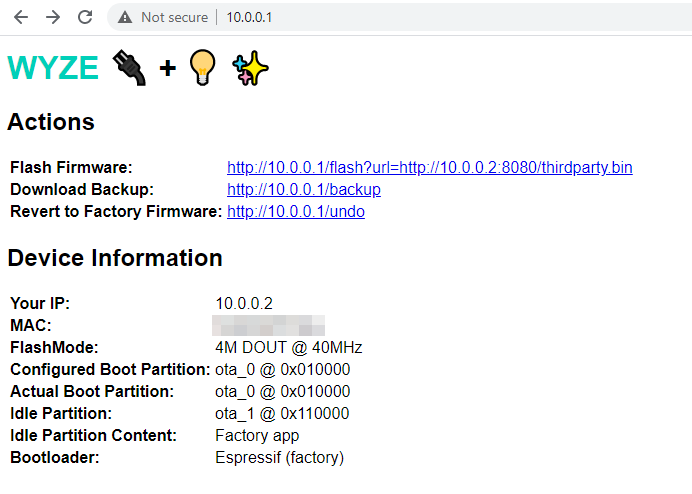 Not secure | 10.0.0.1
WYZE +
Actions
Flash Firmware: http://10.0.0.1/flash?url=http://10.0.0.2:8080/thirdparty.bin
Download Backup: http://10.0.0.1/backup
Revert to Factory Firmware: http://10.0.0.1/undo
Device Information
Your IP: 10.0.0.2
MAC:
FlashMode: 4M DOUT @ 40MHz
Configured Boot Partition: ota_0 @ 0x010000
Actual Boot Partition: ota_0 @ 0x010000
Idle Partition: ota_1 @ 0x110000
Idle Partition Content: Factory app
Bootloader: Espressif (factory)